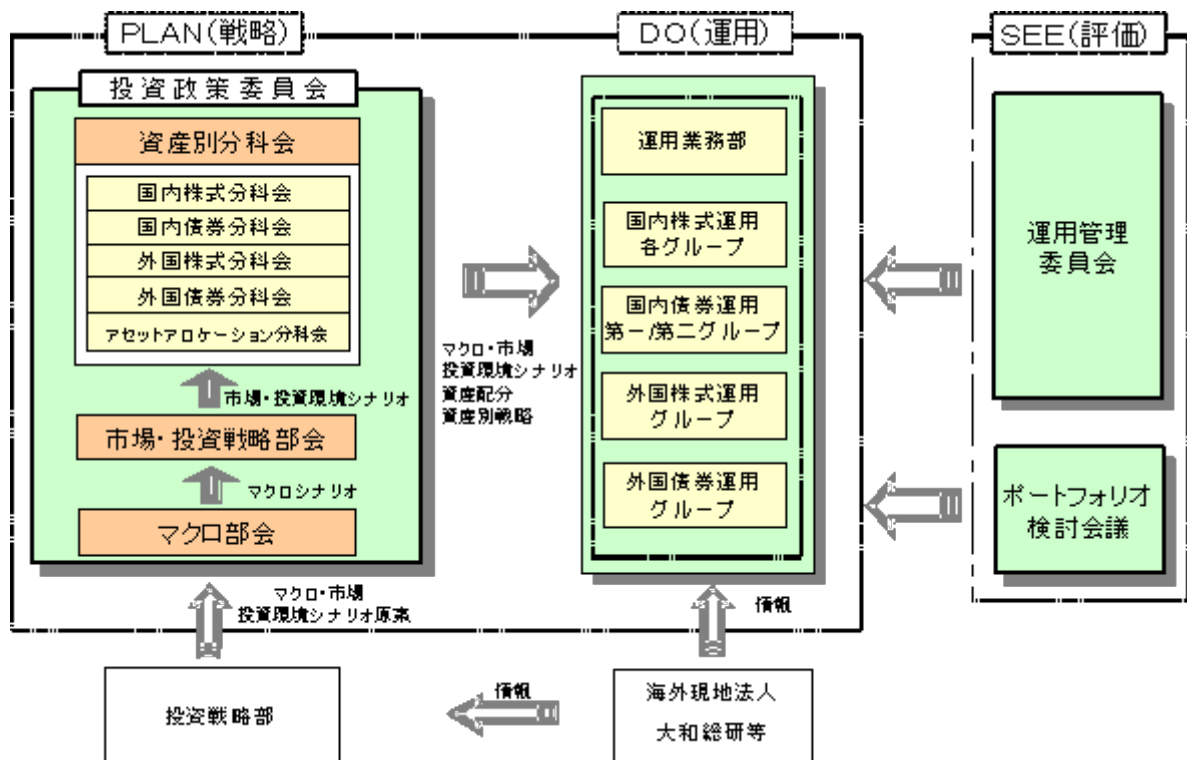 PLAN(戦略)
DO(運用)
SEE(評価)
投資政策委員会
資産別分科会
国内株式分科会
国内債券分科会
外国株式分科会
外国債券分科会
アセットアロケーション分科会
市場・投資環境シナリオ
市場・投資戦略部会
マクロシナリオ
マクロ部会
マクロ・市場
投資環境シナリオ
資産配分
資産別戦略
運用業務部
国内株式運用
各グループ
国内債券運用
第一/第二グループ
外国株式運用
グループ
外国債券運用
グループ
運用管理
委員会
ポートフォリオ
検討会議
マクロ・市場
投資環境シナリオ原案
情報
投資戦略部
情報
海外現地法人
大和総研等